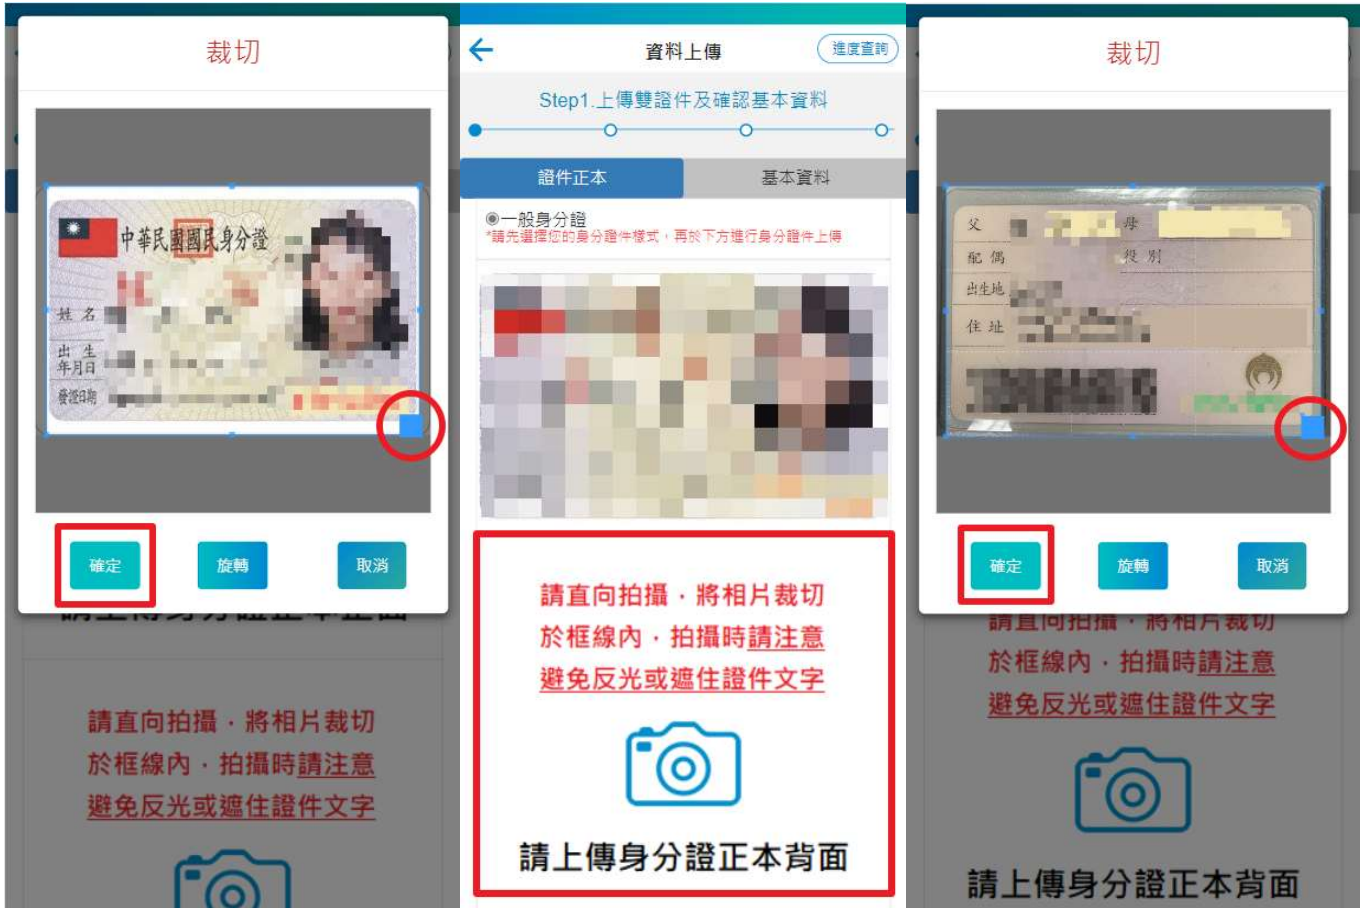 裁切
中華民國國民身分證
姓名
出生
年月日
發證日期
確定
旋轉
取消
請上傳身分證正本正面
請直向拍攝，將相片裁切
於框線內，拍攝時請注意
避免反光或遮住證件文字
資料上傳
進度查詢
Step1.上傳雙證件及確認基本資料
證件正本
基本資料
一般身分證
*請先選擇您的身分證件樣式，再於下方進行身分證件上傳
請直向拍攝，將相片裁切
於框線內，拍攝時請注意
避免反光或遮住證件文字
請上傳身分證正本背面
裁切
父 母
配偶 役別
出生地
住址
確定
旋轉
取消
請直向拍攝，將相片裁切
於框線內，拍攝時請注意
避免反光或遮住證件文字
請上傳身分證正本背面